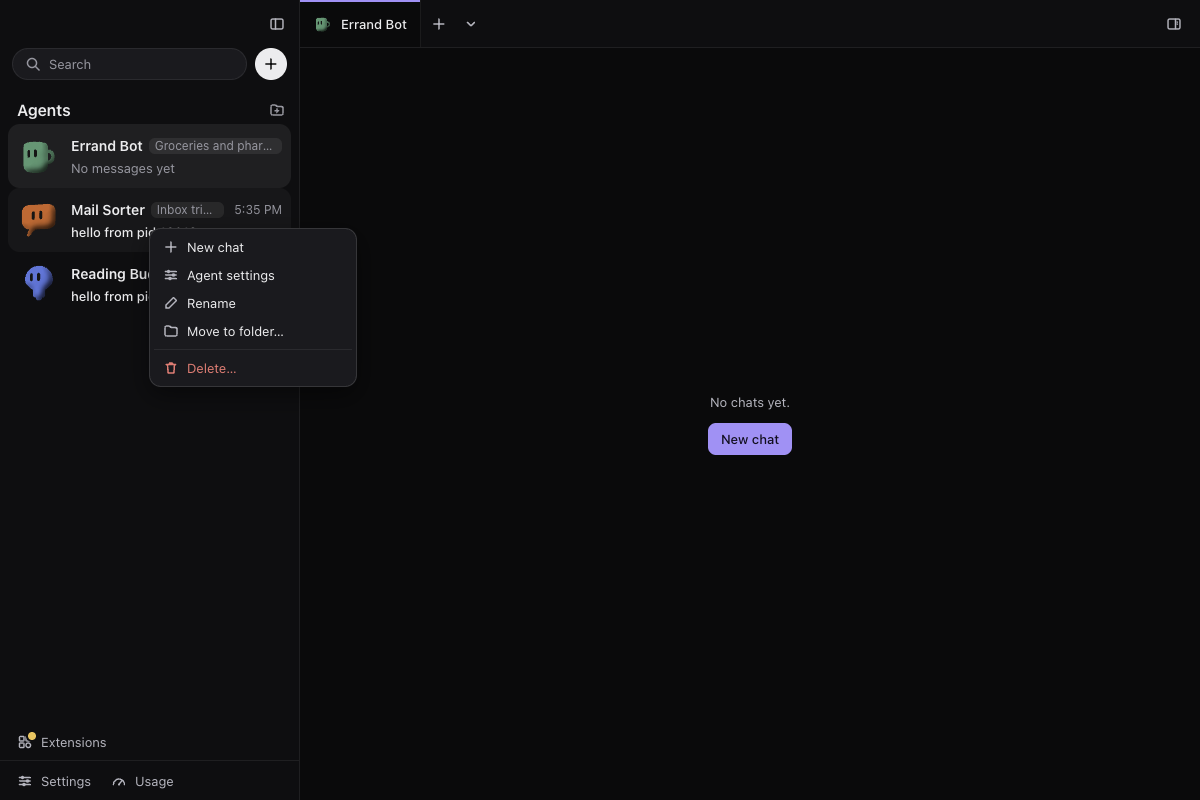 Search
Agents
Errand Bot Groceries and phar...
No messages yet
Mail Sorter Inbox tri... 5:35 PM
hello from
Reading
hello from
New chat
Agent settings
Rename
Move to folder...
Delete...
Extensions
Settings
Usage
Errand Bot
No chats yet.
New chat